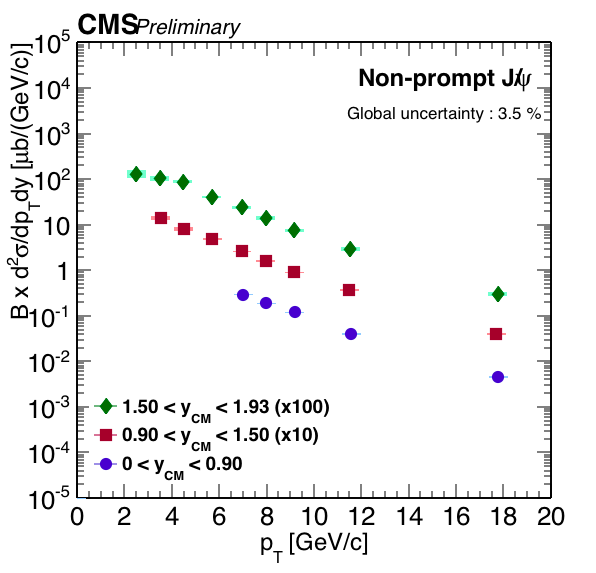 CMS Preliminary
Non-prompt J/ψ
Global uncertainty : 3.5 %
B x d²σ/dp_T dy [μb/(GeV/c)]
10⁵
10⁴
10³
10²
10
1
10⁻¹
10⁻²
10⁻³
10⁻⁴
10⁻⁵
1.50 < y_CM < 1.93 (x100)
0.90 < y_CM < 1.50 (x10)
0 < y_CM < 0.90
0 2 4 6 8 10 12 14 16 18 20
p_T [GeV/c]